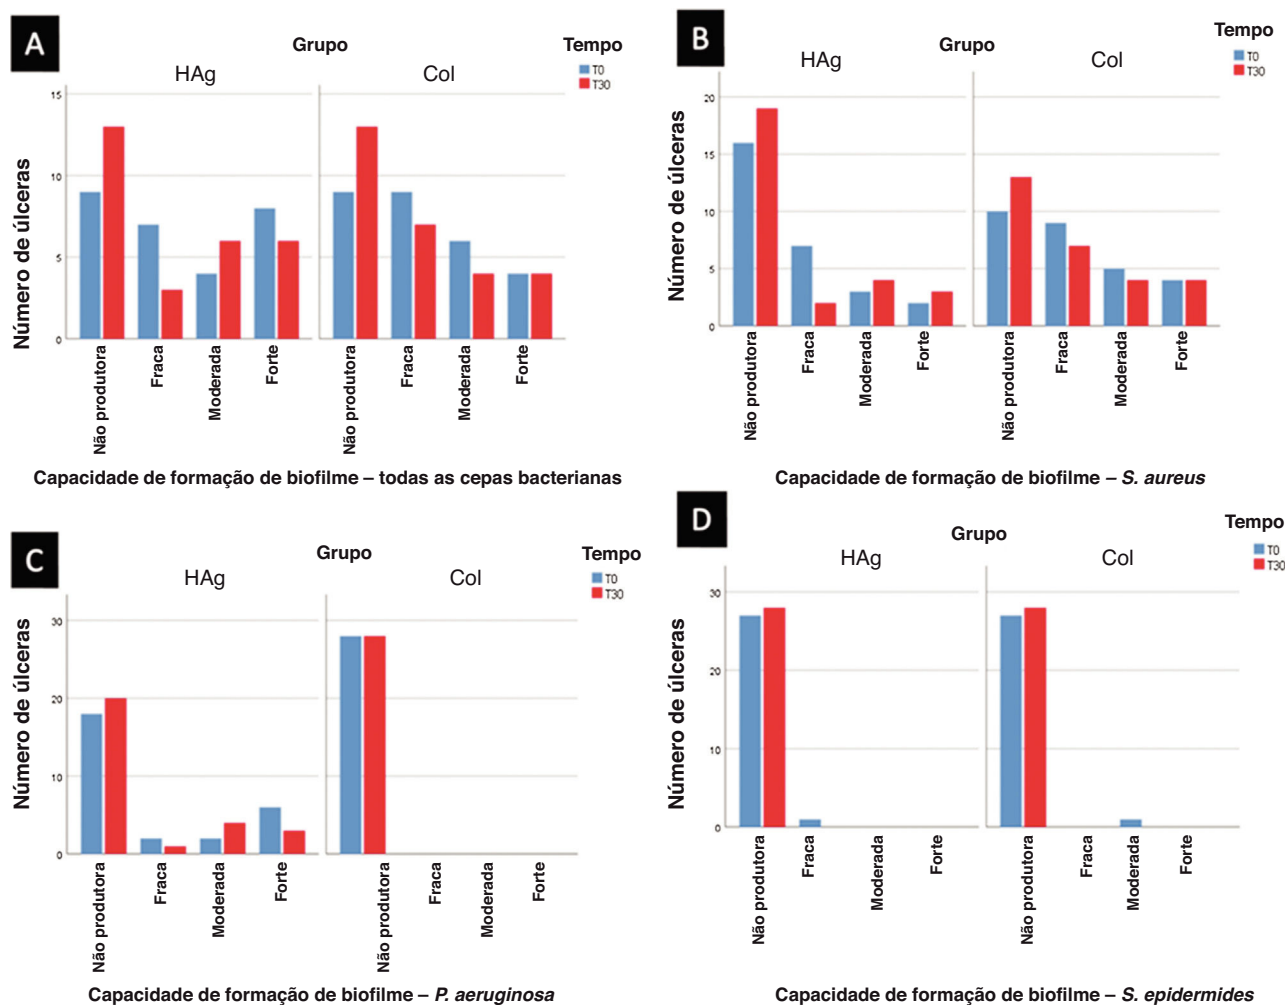 A
Grupo
Tempo
HAg
Col
T0
T30
Número de úlceras
15
10
5
0
Não produtora
Fraca
Moderada
Forte
Não produtora
Fraca
Moderada
Forte
Capacidade de formação de biofilme – todas as cepas bacterianas
B
Grupo
Tempo
HAg
Col
T0
T30
Número de úlceras
20
15
10
5
0
Não produtora
Fraca
Moderada
Forte
Não produtora
Fraca
Moderada
Forte
Capacidade de formação de biofilme – S. aureus
C
Grupo
Tempo
HAg
Col
T0
T30
Número de úlceras
30
20
10
0
Não produtora
Fraca
Moderada
Forte
Não produtora
Fraca
Moderada
Forte
Capacidade de formação de biofilme – P. aeruginosa
D
Grupo
Tempo
HAg
Col
T0
T30
Número de úlceras
30
20
10
0
Não produtora
Fraca
Moderada
Forte
Não produtora
Fraca
Moderada
Forte
Capacidade de formação de biofilme – S. epidermides